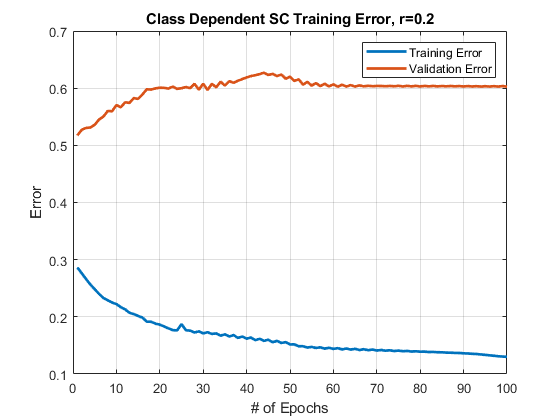 Class Dependent SC Training Error, r=0.2
Training Error
Validation Error
0.7
0.6
0.5
0.4
0.3
0.2
0.1
Error
0 10 20 30 40 50 60 70 80 90 100
# of Epochs